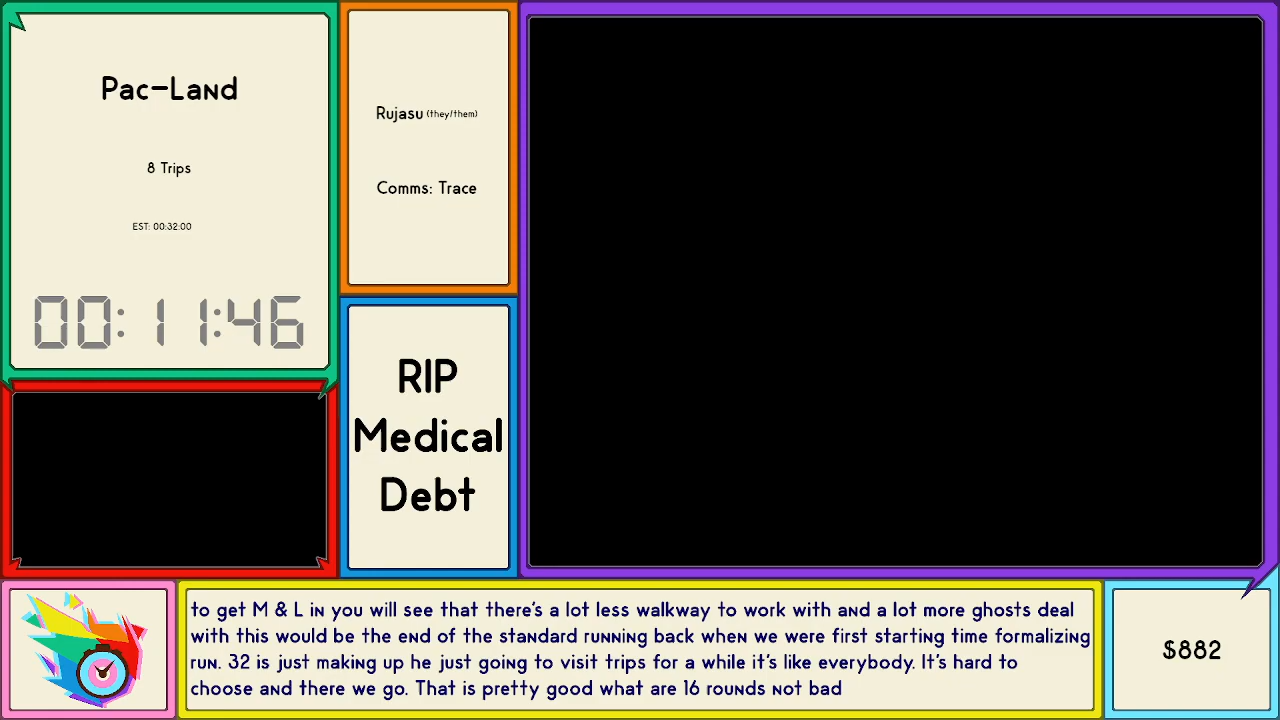 Pac-Land
8 Trips
EST: 00:32:00
00:11:46
Rujasu (they/them)
Comms: Trace
RIP
Medical
Debt
to get M & L in you will see that there's a lot less walkway to work with and a lot more ghosts deal
with this would be the end of the standard running back when we were first starting time formalizing
run. 32 is just making up he just going to visit trips for a while it's like everybody. It's hard to
choose and there we go. That is pretty good what are 16 rounds not bad
$882